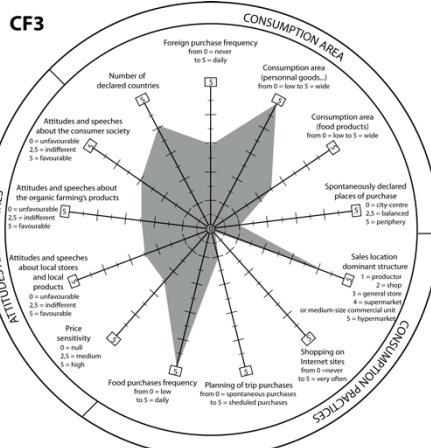 CF3
CONSUMPTION AREA
Foreign purchase frequency
from 0 = never
to 5 = daily
5
Number of
declared countries
5
Consumption area
(personnal goods...)
from 0 = low to 5 = wide
5
Attitudes and speeches
about the consumer society
0 = unfavourable
2,5 = indifferent
5 = favourable
5
Consumption area
(food products)
from 0 = low to 5 = wide
5
Attitudes and speeches about
the organic farming's products
0 = unfavourable
2,5 = indifferent
5 = favourable
5
Spontaneously declared
places of purchase
0 = city-centre
2,5 = balanced
5 = periphery
5
0
Attitudes and speeches
about local stores
and local
products
0 = unfavourable
2,5 = indifferent
5 = favourable
5
Sales location
dominant structure
1 = productor
2 = shop
3 = general store
4 = supermarket
or medium-size commercial unit
5 = hypermarket
5
Price
sensitivity
0 = null
2,5 = medium
5 = high
5
Shopping on
Internet sites
from 0 = never
to 5 = very often
5
Food purchases frequency
from 0 = low
to 5 = daily
5
Planning of trip purchases
from 0 = spontaneous purchases
to 5 = sheduled purchases
5
CONSUMPTION PRACTICES